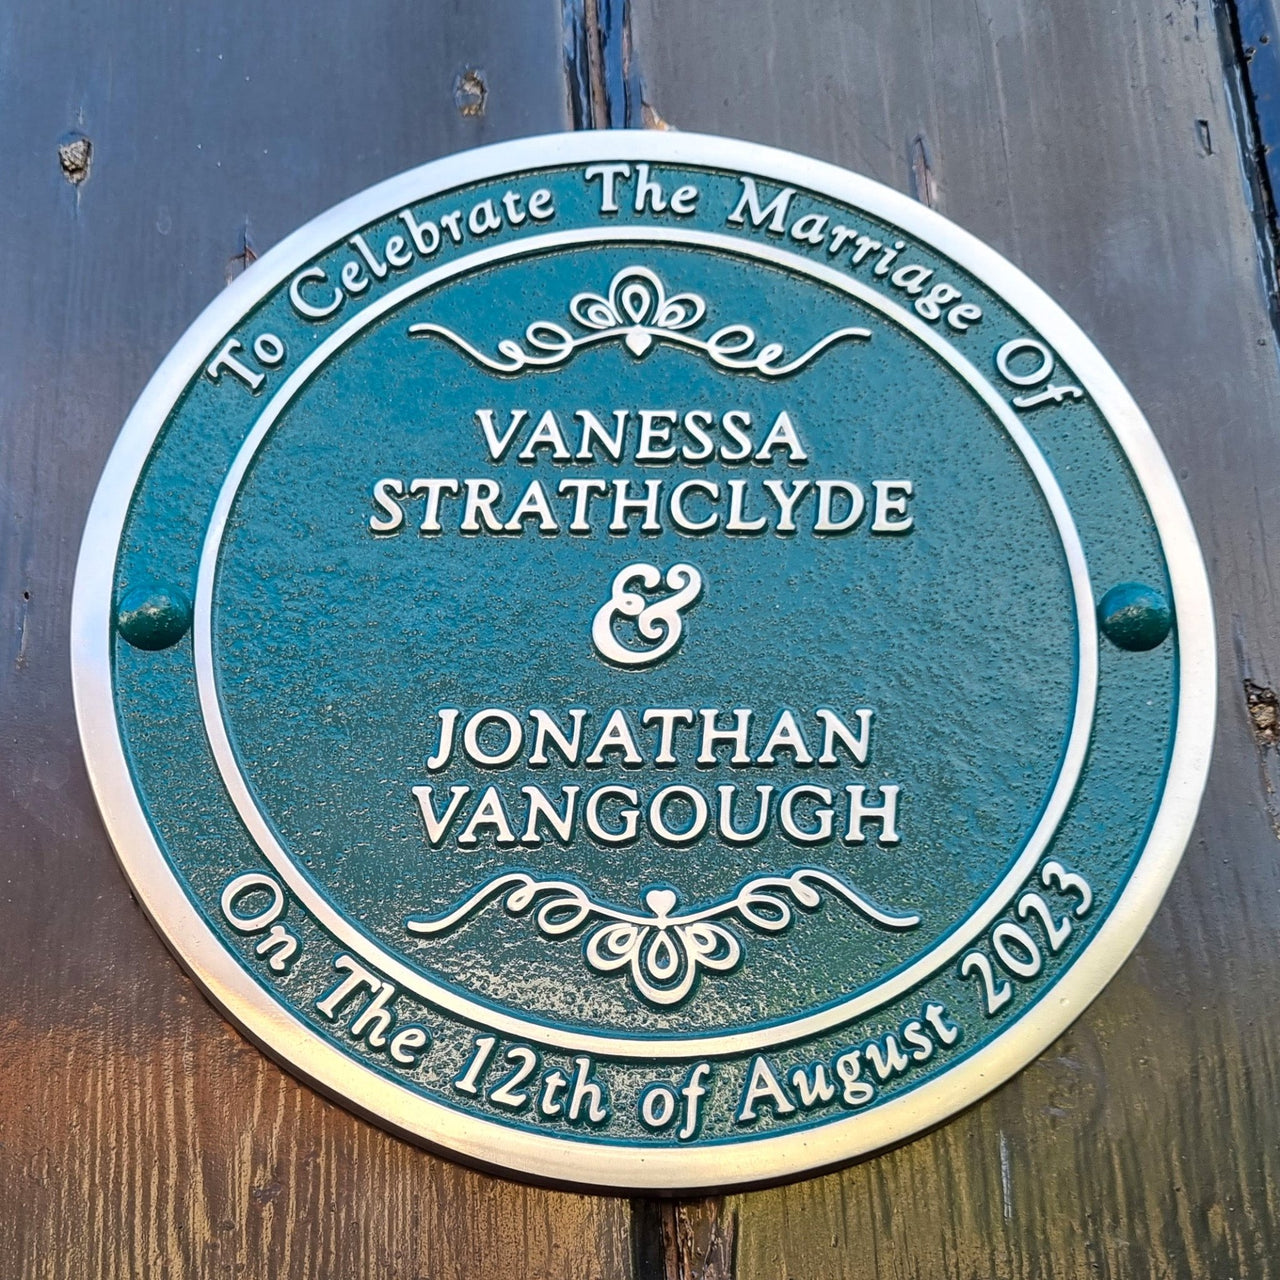 To Celebrate The Marriage Of
VANESSA
STRATHCLYDE
&
JONATHAN
VANGOUGH
On The 12th of August 2023